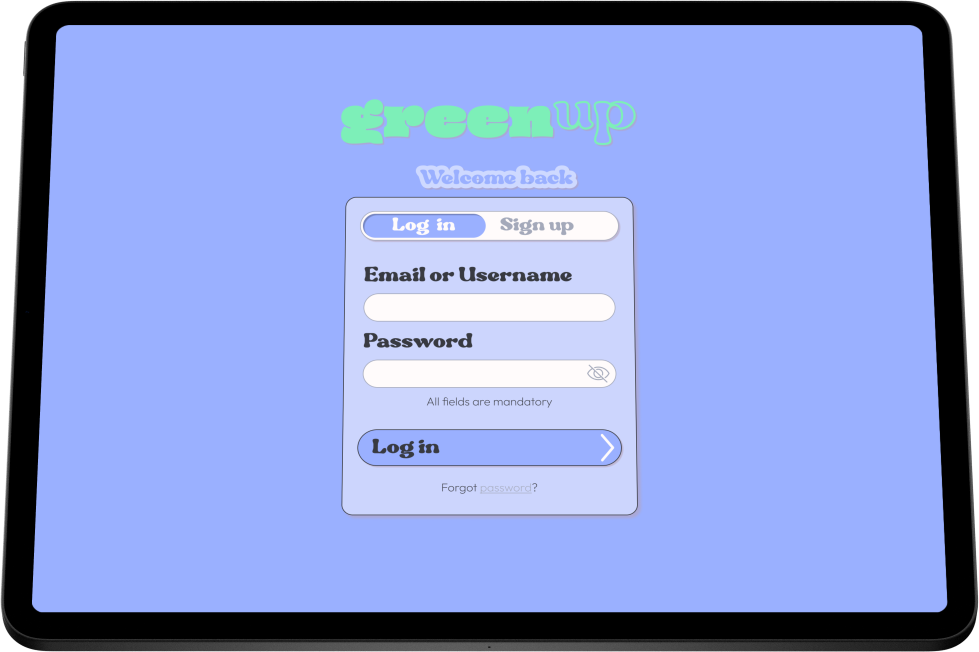 greenup
Welcome back
Log in Sign up
Email or Username
Password
All fields are mandatory
Log in
Forgot password?